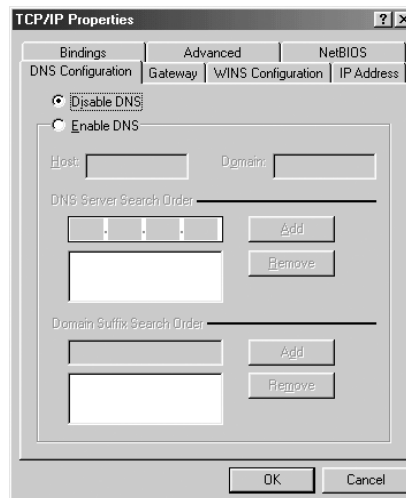 TCP/IP Properties
Bindings Advanced NetBIOS
DNS Configuration Gateway WINS Configuration IP Address
Disable DNS
Enable DNS
Host: Domain:
DNS Server Search Order
Add
Remove
Domain Suffix Search Order
Add
Remove
OK Cancel